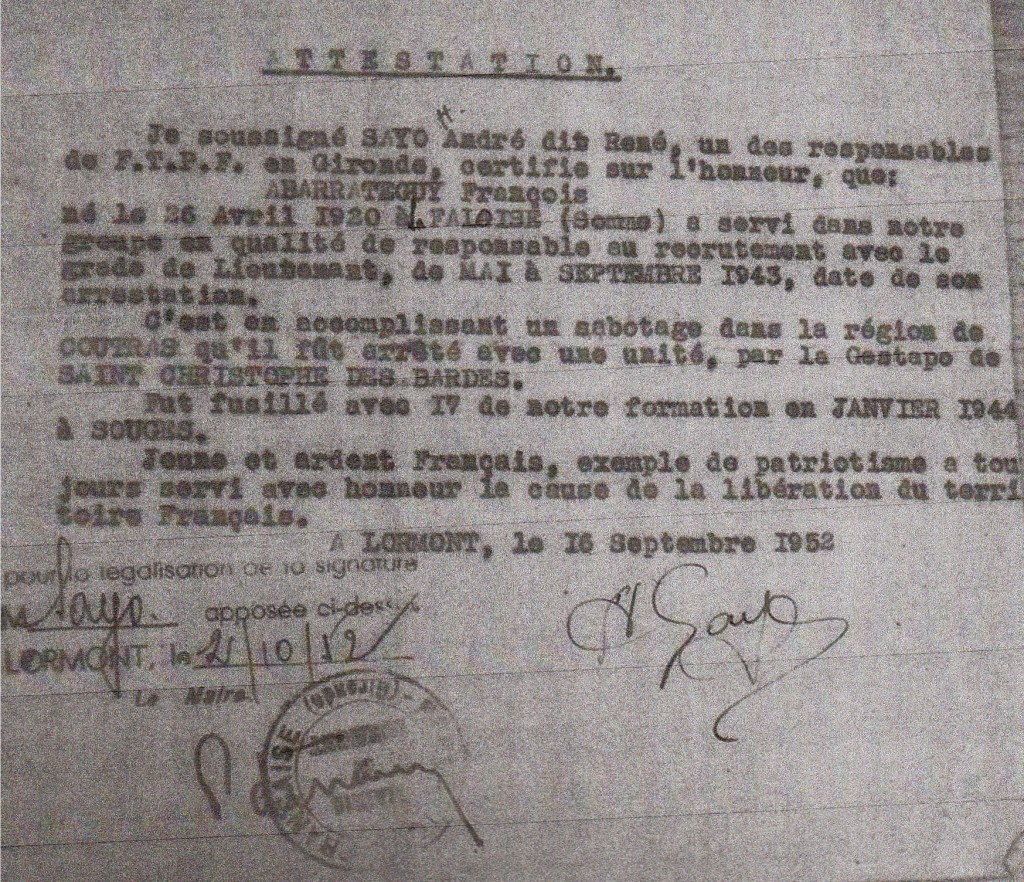 ATTESTATION.
H.
Je soussigné SAYO André dit René, un des responsables
de F.T.P.F. en Gironde, certifie sur l'honneur, que:
ABARRATEGUY François
né le 26 Avril 1920 à LFALOISE (Somme) a servi dans notre
groupe en qualité de responsable au recrutement avec le
grade de Lieutenant, de MAI à SEPTEMBRE 1943, date de son
arrestation.
C'est en accomplissant un sabotage dans la région de
COUTRAS qu'il fût arrêté avec une unité, par la Gestapo de
SAINT CHRISTOPHE DES BARDES.
Fut fusillé avec 17 de notre formation en JANVIER 1944
à SOUGES.
Jeune et ardent Français, exemple de patriotisme a tou
jours servi avec honneur la cause de la libération du terri
toire Français.
A LORMONT, le 16 Septembre 1952
pour la légalisation de la signature
M Sayo. apposée ci-dessus
LORMONT, le 21/10/52
Le Maire
(Gironde)